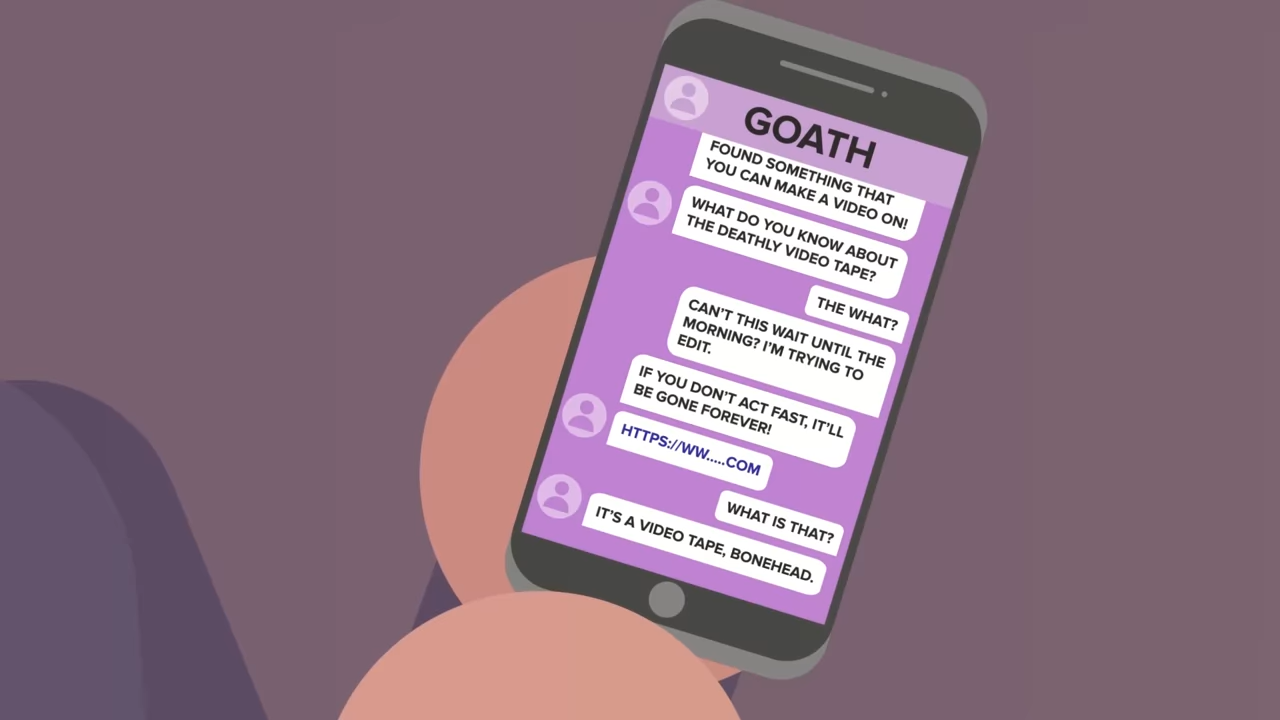 GOATH
FOUND SOMETHING THAT
YOU CAN MAKE A VIDEO ON!
WHAT DO YOU KNOW ABOUT
THE DEATHLY VIDEO TAPE?
THE WHAT?
CAN'T THIS WAIT UNTIL THE
MORNING? I'M TRYING TO
EDIT.
IF YOU DON'T ACT FAST, IT'LL
BE GONE FOREVER!
HTTPS://WW.....COM
WHAT IS THAT?
IT'S A VIDEO TAPE, BONEHEAD.